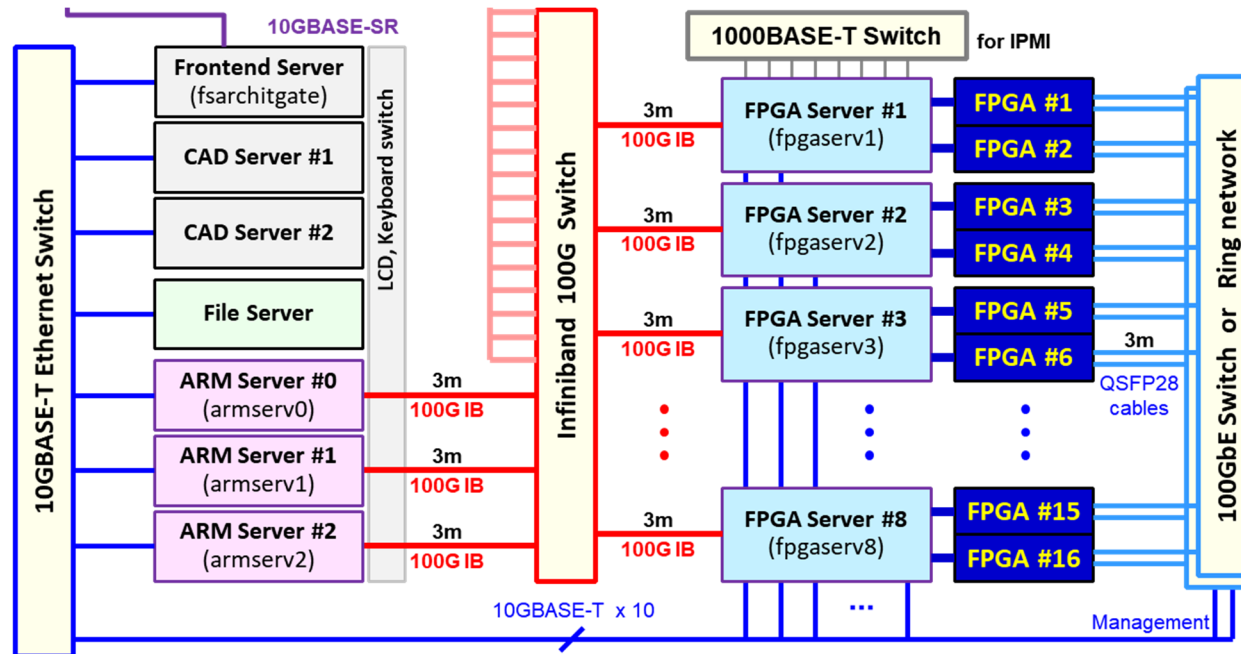 10GBASE-SR
10GBASE-T Ethernet Switch
Frontend Server
(fsarchitgate)
CAD Server #1
CAD Server #2
File Server
ARM Server #0
(armserv0)
ARM Server #1
(armserv1)
ARM Server #2
(armserv2)
LCD, Keyboard switch
3m
100G IB
3m
100G IB
3m
100G IB
Infiniband 100G Switch
1000BASE-T Switch
for IPMI
3m
100G IB
FPGA Server #1
(fpgaserv1)
FPGA #1
FPGA #2
3m
100G IB
FPGA Server #2
(fpgaserv2)
FPGA #3
FPGA #4
3m
100G IB
FPGA Server #3
(fpgaserv3)
FPGA #5
FPGA #6
3m
QSFP28
cables
3m
100G IB
FPGA Server #8
(fpgaserv8)
FPGA #15
FPGA #16
100GbE Switch or Ring network
...
10GBASE-T x 10
Management